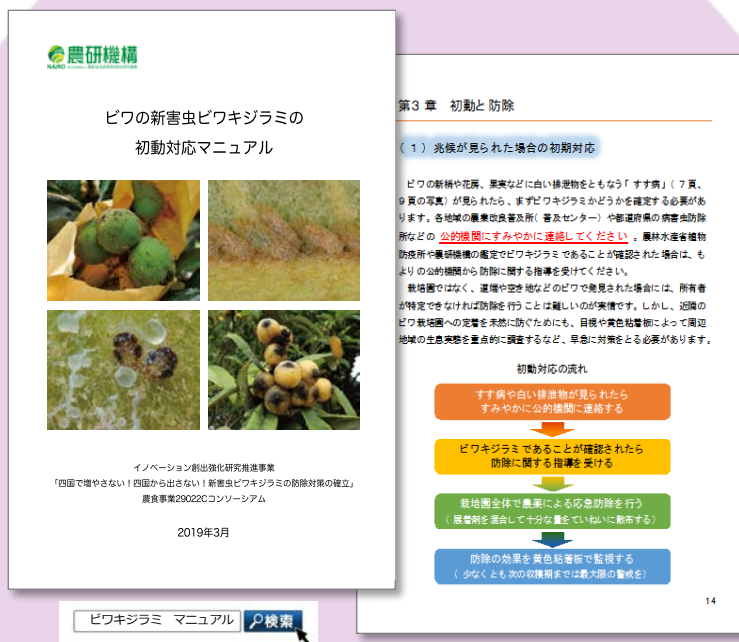 農研機構
NARO
ビワの新害虫ビワキジラミの
初動対応マニュアル
イノベーション創出強化研究推進事業
「四国で増やさない！四国から出さない！新害虫ビワキジラミの防除対策の確立」
農食事業29022Cコンソーシアム
2019年3月
第3 章　初動と 防除
（ 1 ） 兆候が見ら れた 場合の初期対応
ビ ワの新梢や花房、果実などに白い排泄物をともなう「 すす病」（ 7 頁、
9 頁の写真）が見られたら、まずビワキジラミかどうかを確定する必要があ
ります。各地域の農業改良普及所（ 普及センター）や都道府県の病害虫防除
所などの 公的機関にすみやかに連絡してください 。農林水産省植物
防疫所や農研機構の鑑定でビワキジラミであることが確認された場合は、も
よりの公的機関から防除に関する指導を受けてください。
栽培園ではなく、道端や空き地などのビワで発見された場合には、所有者
が特定できなければ防除を行うことは難しいのが実情です。しかし、近隣の
ビワ栽培園への定着を未然に防ぐためにも、目視や黄色粘着板によって周辺
地域の生息実態を重点的に調査するなど、早急に対策をとる必要があります。
初動対応の流れ
すす病や白い排泄物が見られたら
すみやかに公的機関に連絡する
ビワキジラミであることが確認されたら
防除に関する指導を受ける
栽培園全体で農薬による応急防除を行う
（ 展着剤を混合して十分な量をていねいに散布する）
防除の効果を黄色粘着板で監視する
（ 少なくとも次の収穫期までは最大限の警戒を）
14
ビワキジラミ　マニュアル
検索